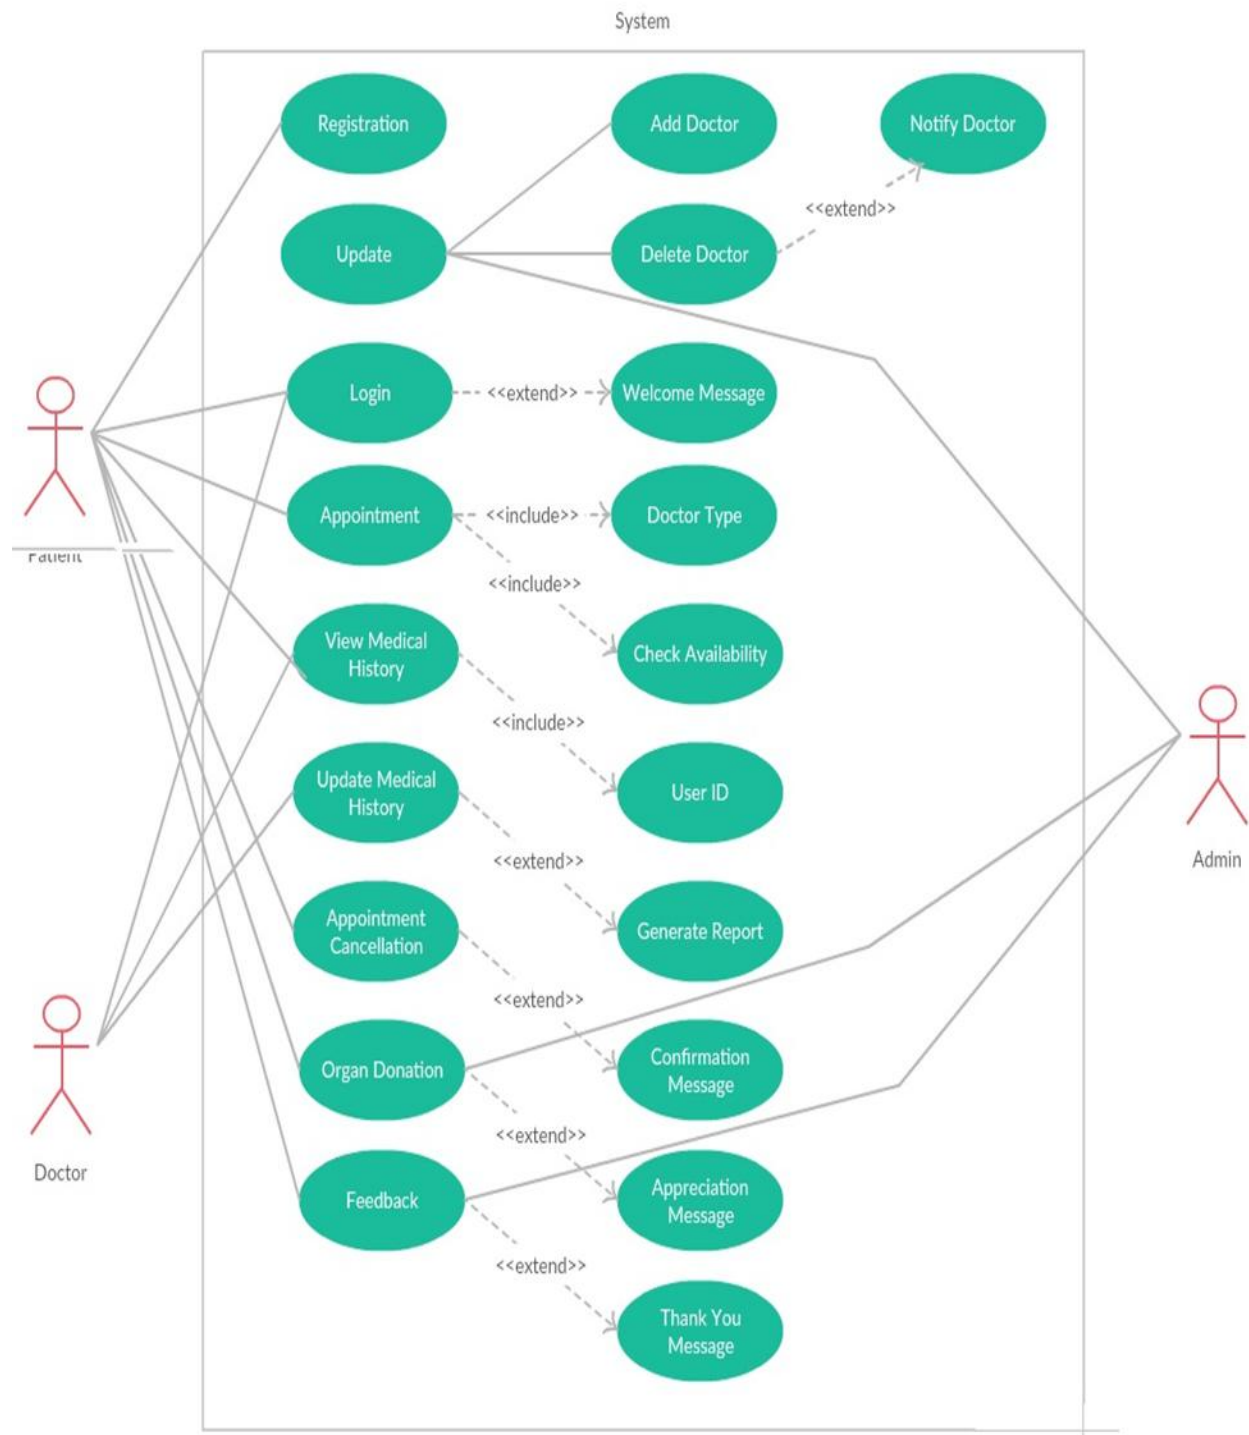 System
Registration
Add Doctor
Notify Doctor
<<extend>>
Update
Delete Doctor
Login
<<extend>>
Welcome Message
Appointment
<<include>>
Doctor Type
<<include>>
Patient
View Medical
History
Check Availability
<<include>>
Update Medical
History
User ID
<<extend>>
Admin
Appointment
Cancellation
Generate Report
<<extend>>
Organ Donation
Confirmation
Message
<<extend>>
Doctor
Feedback
Appreciation
Message
<<extend>>
Thank You
Message